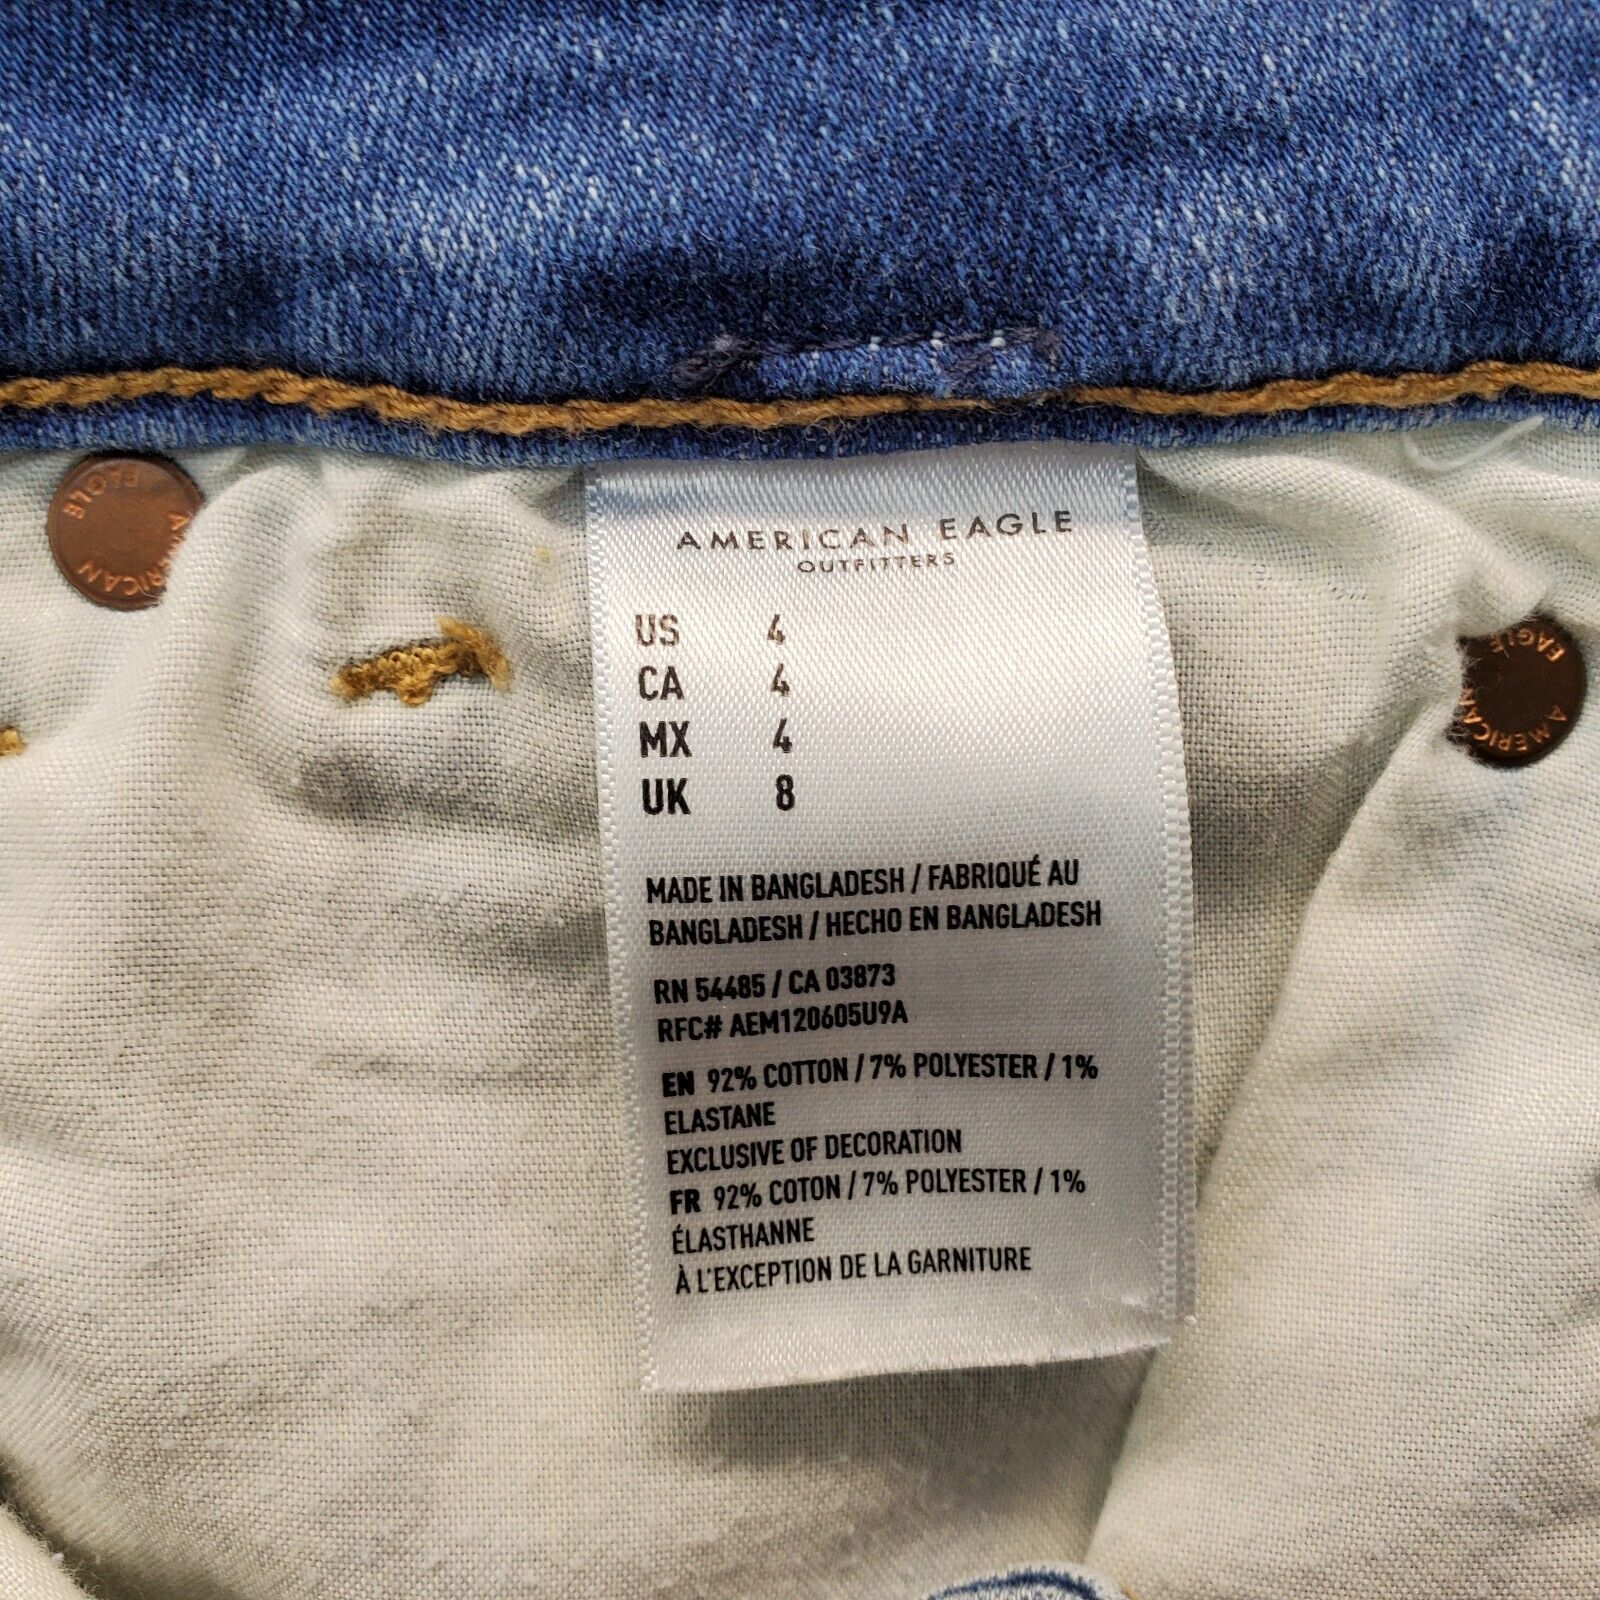 AMERICAN EAGLE
OUTFITTERS
US 4
CA 4
MX 4
UK 8
MADE IN BANGLADESH / FABRIQUÉ AU
BANGLADESH / HECHO EN BANGLADESH
RN 54485 / CA 03873
RFC# AEM120605U9A
EN 92% COTTON / 7% POLYESTER / 1%
ELASTANE
EXCLUSIVE OF DECORATION
FR 92% COTON / 7% POLYESTER / 1%
ÉLASTHANNE
À L'EXCEPTION DE LA GARNITURE
AMERICAN EAGLE
AMERICAN EAGLE